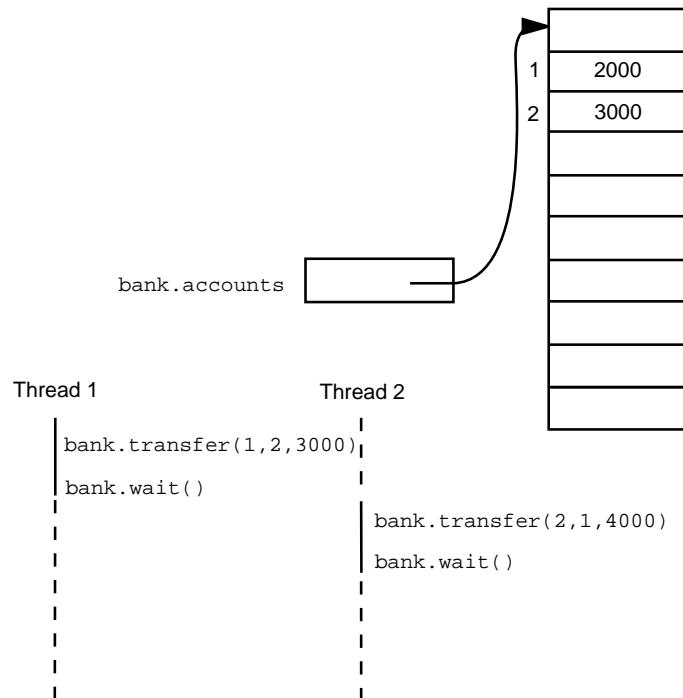 1
2000
2
3000
bank.accounts
Thread 1
Thread 2
bank.transfer(1,2,3000)
bank.wait()
bank.transfer(2,1,4000)
bank.wait()